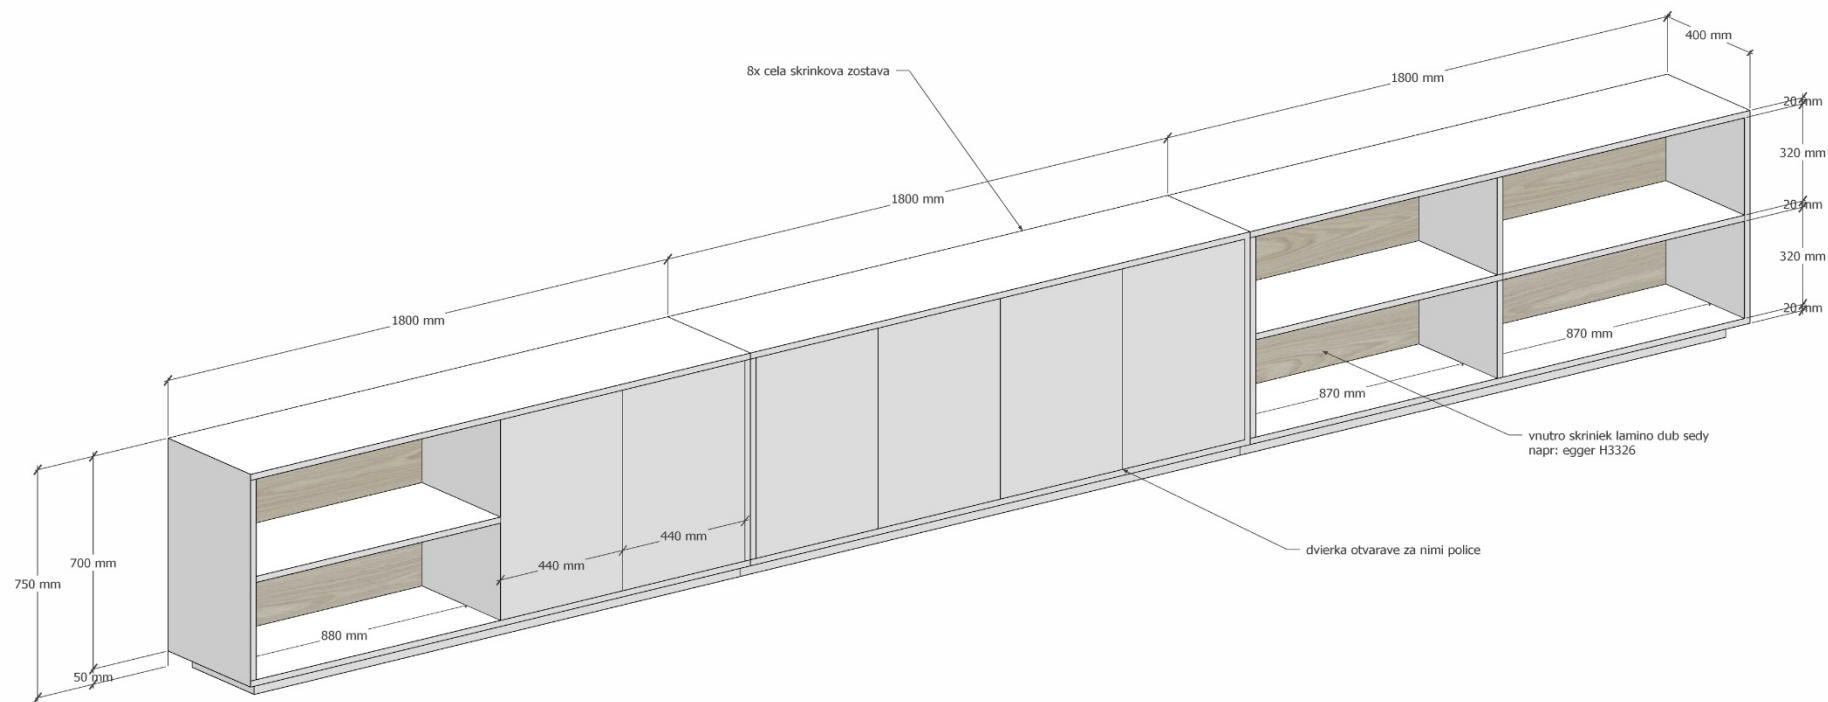 400 mm
8x cela skrinkova zostava
1800 mm
20 mm
320 mm
1800 mm
20 mm
320 mm
20 mm
1800 mm
870 mm
870 mm
vnutro skriniek lamino dub sedy
napr: egger H3326
440 mm
440 mm
dvierka otvarave za nimi police
700 mm
750 mm
880 mm
50 mm